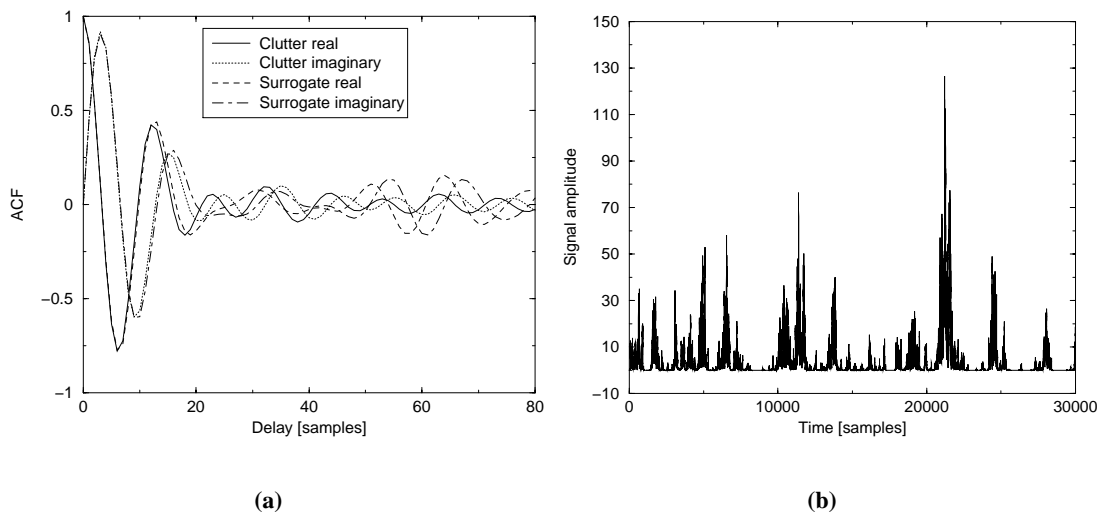 1
0.5
0
−0.5
−1
ACF
0
20
40
60
80
Delay [samples]
Clutter real
Clutter imaginary
Surrogate real
Surrogate imaginary
(a)
150
130
110
90
70
50
30
10
−10
Signal amplitude
0
10000
20000
30000
Time [samples]
(b)